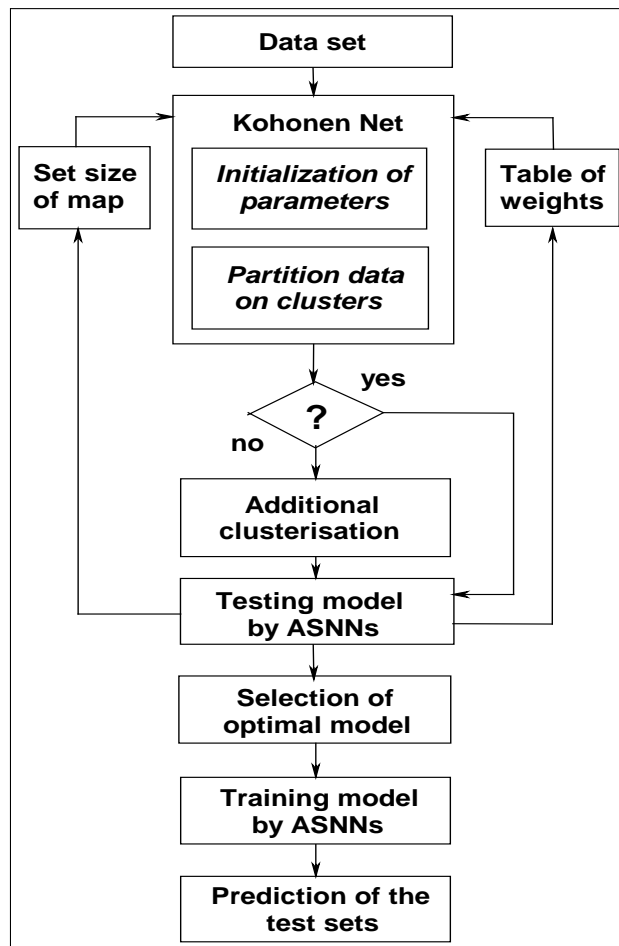 Data set
Kohonen Net
Set size
of map
Initialization of
parameters
Table of
weights
Partition data
on clusters
yes
?
no
Additional
clusterisation
Testing model
by ASNNs
Selection of
optimal model
Training model
by ASNNs
Prediction of the
test sets